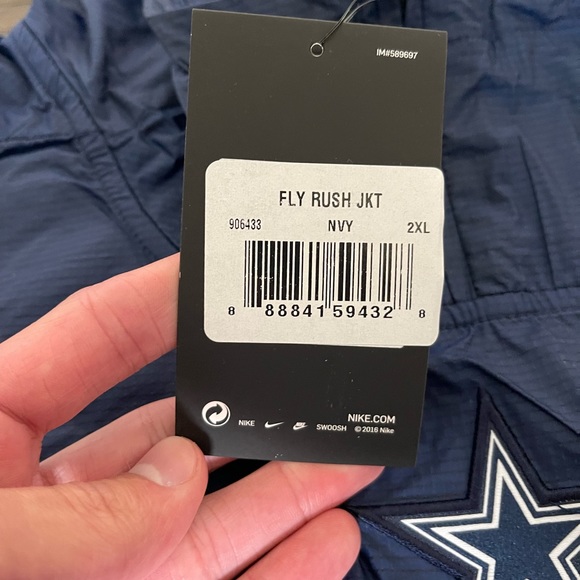 IM#589697
FLY RUSH JKT
906433 NVY 2XL
8 88841 59432 8
NIKE SWOOSH NIKE.COM
© 2016 Nike